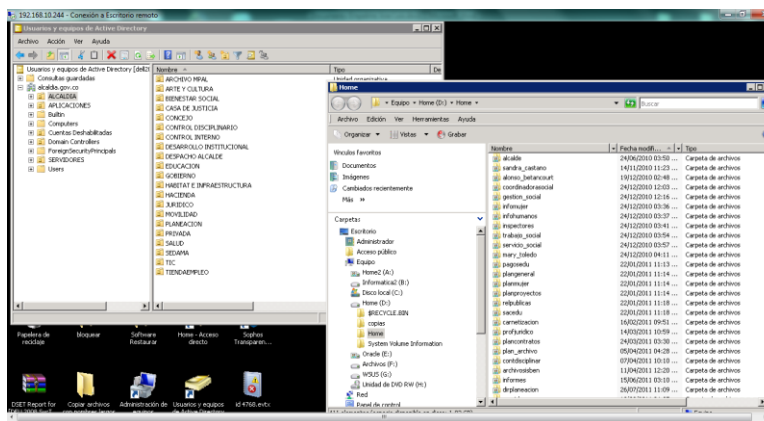 192.168.10.244 - Conexión a Escritorio remoto
Usuarios y equipos de Active Directory
Archivo Acción Ver Ayuda
Usuarios y equipos de Active Directory
Consultas guardadas
alcaldia.gov.co
ALCALDIA
APLICACIONES
Builtin
Computers
Cuentas Deshabilitadas
Domain Controllers
ForeignSecurityPrincipals
SERVIDORES
Users
Nombre Tipo
ARCHIVO MPAL Unidad organizativa
ARTE Y CULTURA
BIENESTAR SOCIAL
CASA DE JUSTICIA
CONCEJO
CONTROL DISCIPLINARIO
CONTROL INTERNO
DESARROLLO INSTITUCIONAL
DESPACHO ALCALDE
EDUCACION
GOBIERNO
HABITAT E INFRAESTRUCTURA
HACIENDA
JURIDICO
MOVILIDAD
PLANEACION
PRIVADA
SALUD
SEDAMA
TIC
TIENDAEMPLEO
Home
Equipo Home (D:) Home
Buscar
Archivo Edición Ver Herramientas Ayuda
Organizar Vistas Grabar
Vínculos favoritos
Documentos
Imágenes
Cambiados recientemente
Más »
Carpetas
Escritorio
Administrador
Acceso público
Equipo
Home2 (A:)
Informatica2 (B:)
Disco local (C:)
Home (D:)
$RECYCLE.BIN
copias
Home
System Volume Information
Oracle (E:)
Archivos (F:)
WSUS (G:)
Unidad de DVD RW (H:)
Red
Panel de control
Nombre Fecha modifi... Tipo
alcalde 24/06/2010 03:50 ... Carpeta de archivos
sandra_castano 14/11/2010 11:23 ... Carpeta de archivos
alonso_betancourt 19/12/2010 02:48 ... Carpeta de archivos
coordinadorasocial 24/12/2010 12:03 ... Carpeta de archivos
gestion_social 24/12/2010 12:16 ... Carpeta de archivos
infomujer 24/12/2010 03:36 ... Carpeta de archivos
infohumanos 24/12/2010 03:37 ... Carpeta de archivos
inspectores 24/12/2010 03:41 ... Carpeta de archivos
trabajo_social 24/12/2010 03:54 ... Carpeta de archivos
servicio_social 24/12/2010 03:57 ... Carpeta de archivos
mary_toledo 24/12/2010 04:11 ... Carpeta de archivos
pagosedu 22/01/2011 11:13 ... Carpeta de archivos
plangeneral 22/01/2011 11:14 ... Carpeta de archivos
planmujer 22/01/2011 11:14 ... Carpeta de archivos
planproyectos 22/01/2011 11:14 ... Carpeta de archivos
relpublicas 22/01/2011 11:18 ... Carpeta de archivos
sacedu 22/01/2011 11:18 ... Carpeta de archivos
carnetizacion 16/02/2011 09:51 ... Carpeta de archivos
profjuridico 14/03/2011 10:59 ... Carpeta de archivos
plancontratos 24/03/2011 03:30 ... Carpeta de archivos
plan_archivo 05/04/2011 04:28 ... Carpeta de archivos
contdisciplinar 07/04/2011 10:10 ... Carpeta de archivos
archivosisben 11/04/2011 12:20 ... Carpeta de archivos
informes 15/06/2011 03:10 ... Carpeta de archivos
drplaneacion 26/07/2011 11:09 ... Carpeta de archivos
Papelera de reciclaje
bloquear
Software Restaurar
Home - Acceso directo
Sophos Transparen...
DSET Report for
Copiar archivos
Administración de
Usuarios y equipos
id 4768.evtx